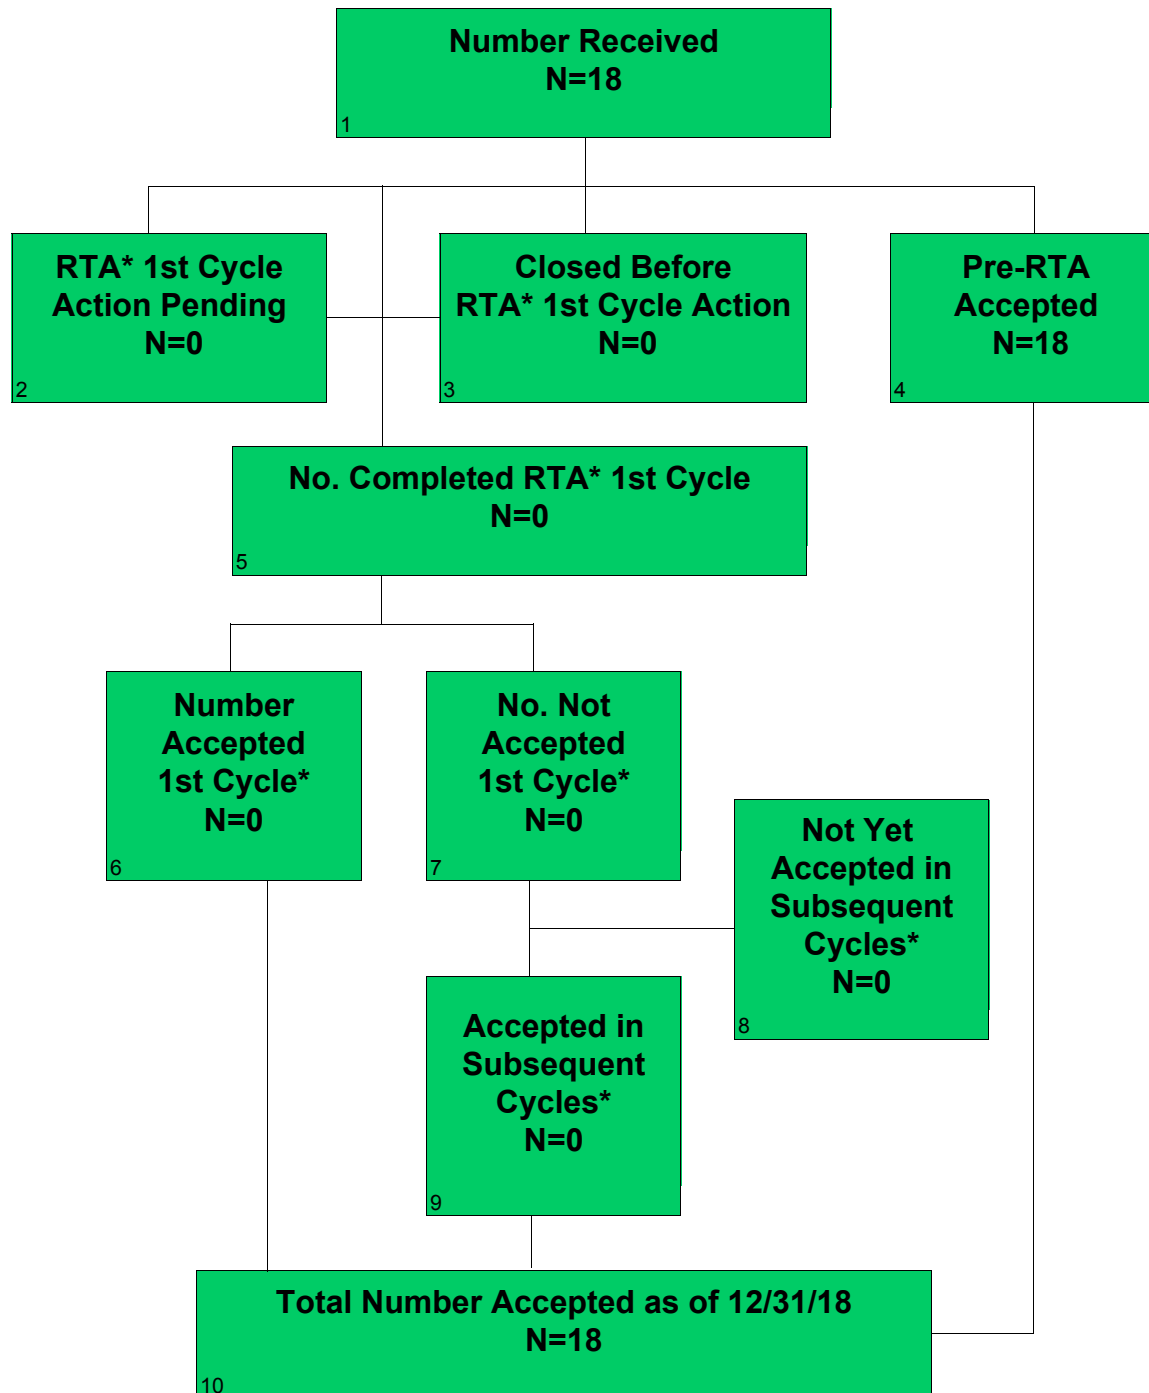 Number Received
N=18
1
RTA* 1st Cycle
Action Pending
N=0
2
Closed Before
RTA* 1st Cycle Action
N=0
3
Pre-RTA
Accepted
N=18
4
No. Completed RTA* 1st Cycle
N=0
5
Number
Accepted
1st Cycle*
N=0
6
No. Not
Accepted
1st Cycle*
N=0
7
Not Yet
Accepted in
Subsequent
Cycles*
N=0
8
Accepted in
Subsequent
Cycles*
N=0
9
Total Number Accepted as of 12/31/18
N=18
10